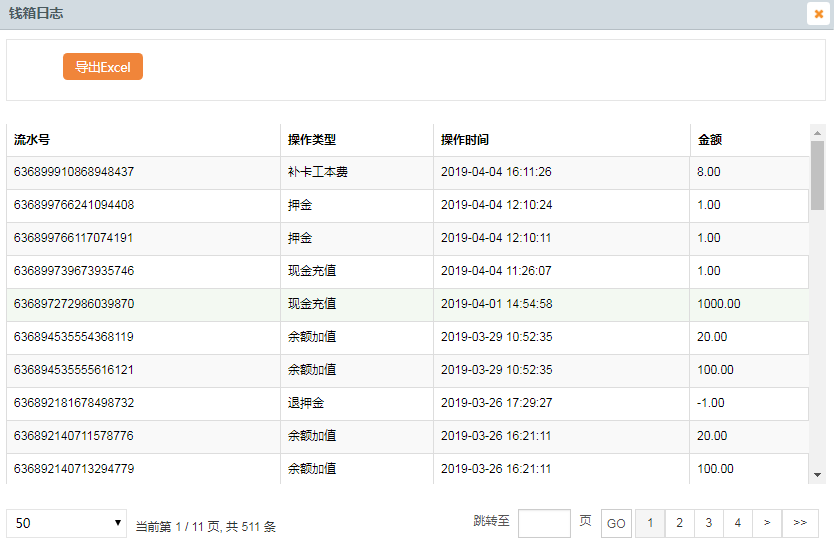 钱箱日志
导出Excel
流水号 操作类型 操作时间 金额
636899910868948437 补卡工本费 2019-04-04 16:11:26 8.00
636899766241094408 押金 2019-04-04 12:10:24 1.00
636899766117074191 押金 2019-04-04 12:10:11 1.00
636899739673935746 现金充值 2019-04-04 11:26:07 1.00
636897272986039870 现金充值 2019-04-01 14:54:58 1000.00
636894535554368119 余额加值 2019-03-29 10:52:35 20.00
636894535555616121 余额加值 2019-03-29 10:52:35 100.00
636892181678498732 退押金 2019-03-26 17:29:27 -1.00
636892140711578776 余额加值 2019-03-26 16:21:11 20.00
636892140713294779 余额加值 2019-03-26 16:21:11 100.00
50 当前第 1 / 11 页, 共 511 条 跳转至 页 GO 1 2 3 4 > >>